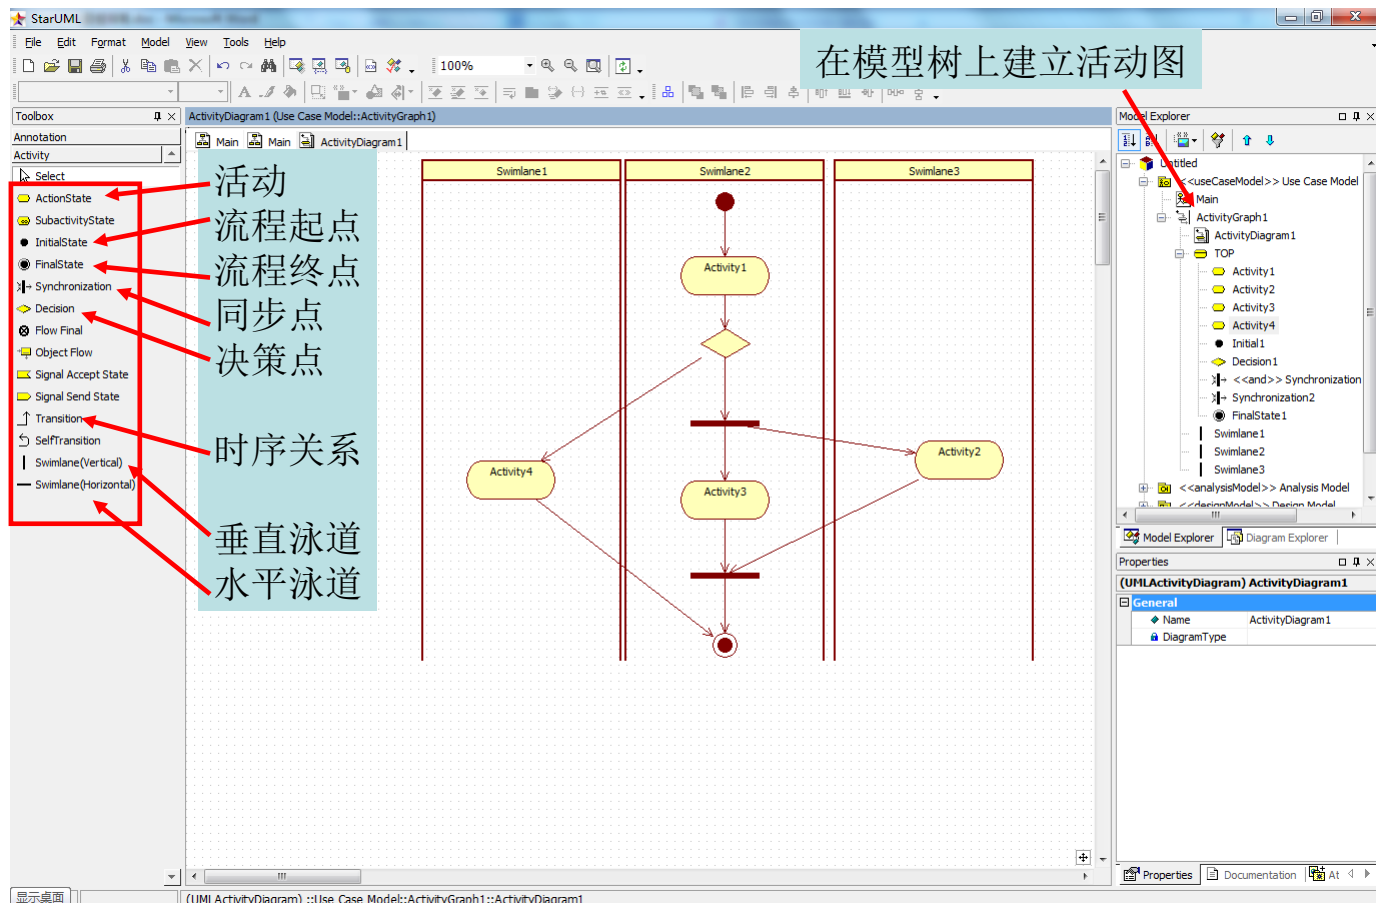 StarUML
File Edit Format Model View Tools Help
在模型树上建立活动图
100%
Toolbox
ActivityDiagram1 (Use Case Model::ActivityGraph1)
Model Explorer
Annotation
Activity
Main Main ActivityDiagram1
Select
ActionState
SubactivityState
InitialState
FinalState
Synchronization
Decision
Flow Final
Object Flow
Signal Accept State
Signal Send State
Transition
SelfTransition
Swimlane(Vertical)
Swimlane(Horizontal)
活动
流程起点
流程终点
同步点
决策点
时序关系
垂直泳道
水平泳道
Swimlane1
Swimlane2
Swimlane3
Activity1
Activity4
Activity3
Activity2
Untitled
<<useCaseModel>> Use Case Model
Main
ActivityGraph1
ActivityDiagram1
TOP
Activity1
Activity2
Activity3
Activity4
Initial1
Decision1
<<and>> Synchronization
Synchronization2
FinalState1
Swimlane1
Swimlane2
Swimlane3
<<analysisModel>> Analysis Model
<<designModel>> Design Model
Model Explorer Diagram Explorer
Properties
(UMLActivityDiagram) ActivityDiagram1
General
Name ActivityDiagram1
DiagramType
Properties Documentation At
显示桌面
(UMLActivityDiagram) ::Use Case Model::ActivityGraph1::ActivityDiagram1